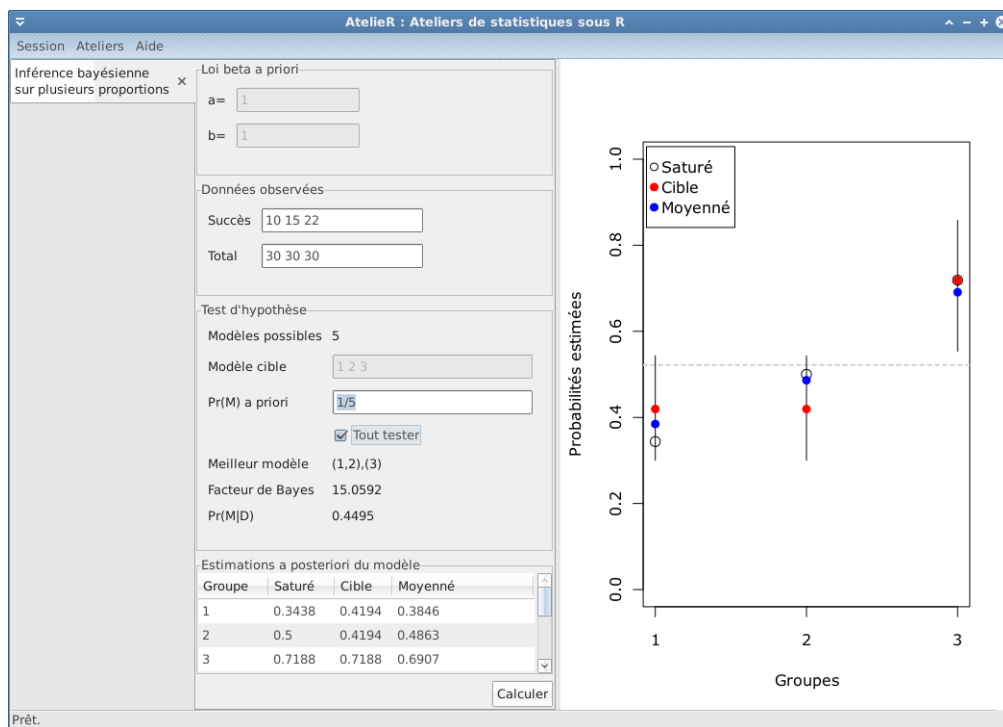 AtelieR : Ateliers de statistiques sous R
Session Ateliers Aide
Inférence bayésienne
sur plusieurs proportions
Loi beta a priori
a= 1
b= 1
Données observées
Succès 10 15 22
Total 30 30 30
Test d'hypothèse
Modèles possibles 5
Modèle cible 1 2 3
Pr(M) a priori 1/5
Tout tester
Meilleur modèle (1,2),(3)
Facteur de Bayes 15.0592
Pr(M|D) 0.4495
Estimations a posteriori du modèle
Groupe Saturé Cible Moyenné
1 0.3438 0.4194 0.3846
2 0.5 0.4194 0.4863
3 0.7188 0.7188 0.6907
Calculer
Prêt.
Saturé
Cible
Moyenné
Probabilités estimées
1.0
0.8
0.6
0.4
0.2
0.0
1 2 3
Groupes